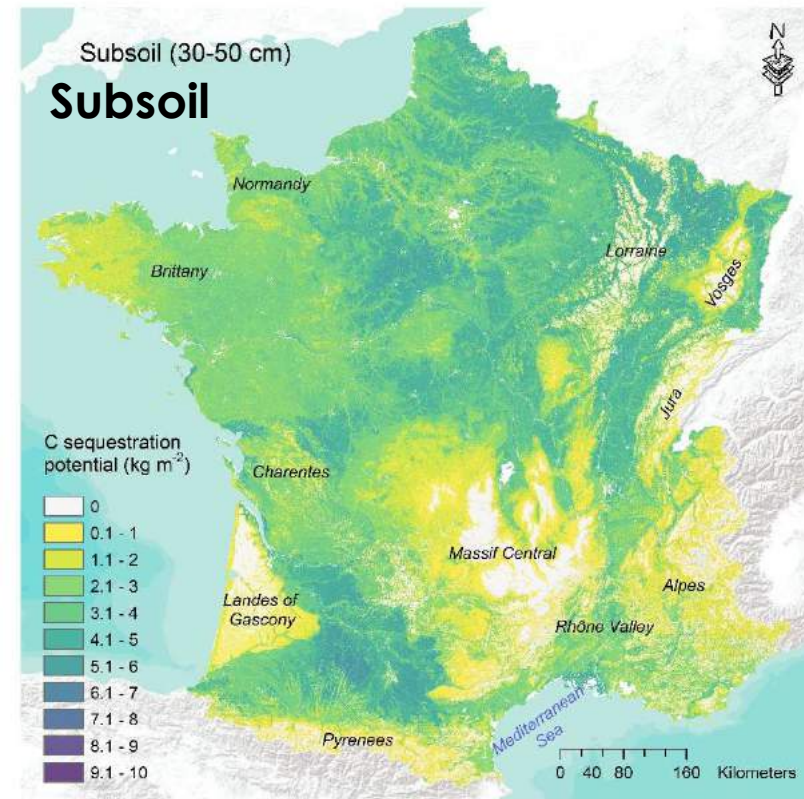 Subsoil (30-50 cm)
Subsoil
N
Normandy
Brittany
Lorraine
Vosges
Jura
C sequestration
potential (kg m-2)
0
0.1 - 1
1.1 - 2
2.1 - 3
3.1 - 4
4.1 - 5
5.1 - 6
6.1 - 7
7.1 - 8
8.1 - 9
9.1 - 10
Charentes
Massif Central
Landes of
Gascony
Alpes
Rhône Valley
Pyrenees
Mediterranean
Sea
0 40 80 160 Kilometers